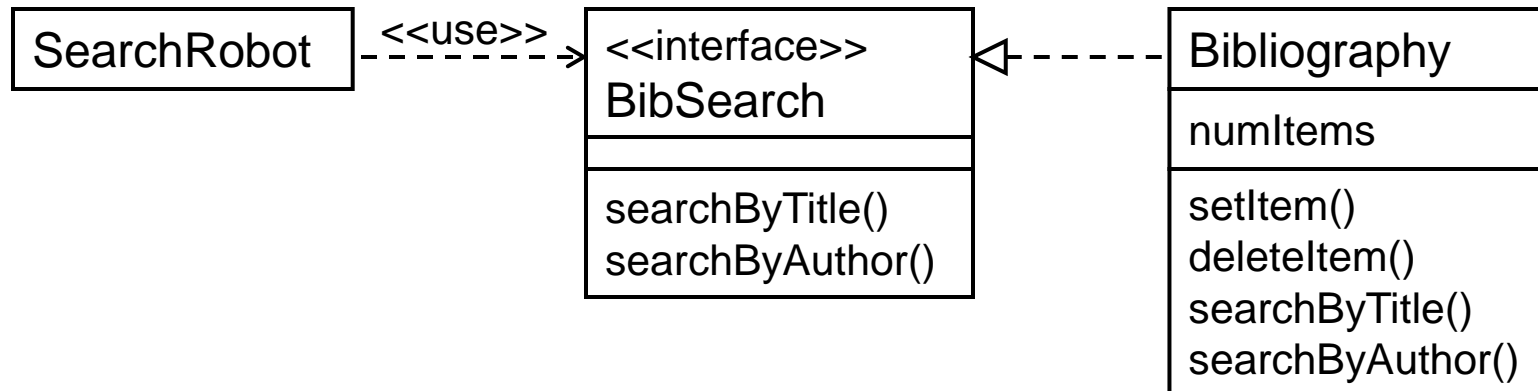 SearchRobot
<<use>>
<<interface>>
BibSearch
searchByTitle()
searchByAuthor()
Bibliography
numItems
setItem()
deleteItem()
searchByTitle()
searchByAuthor()